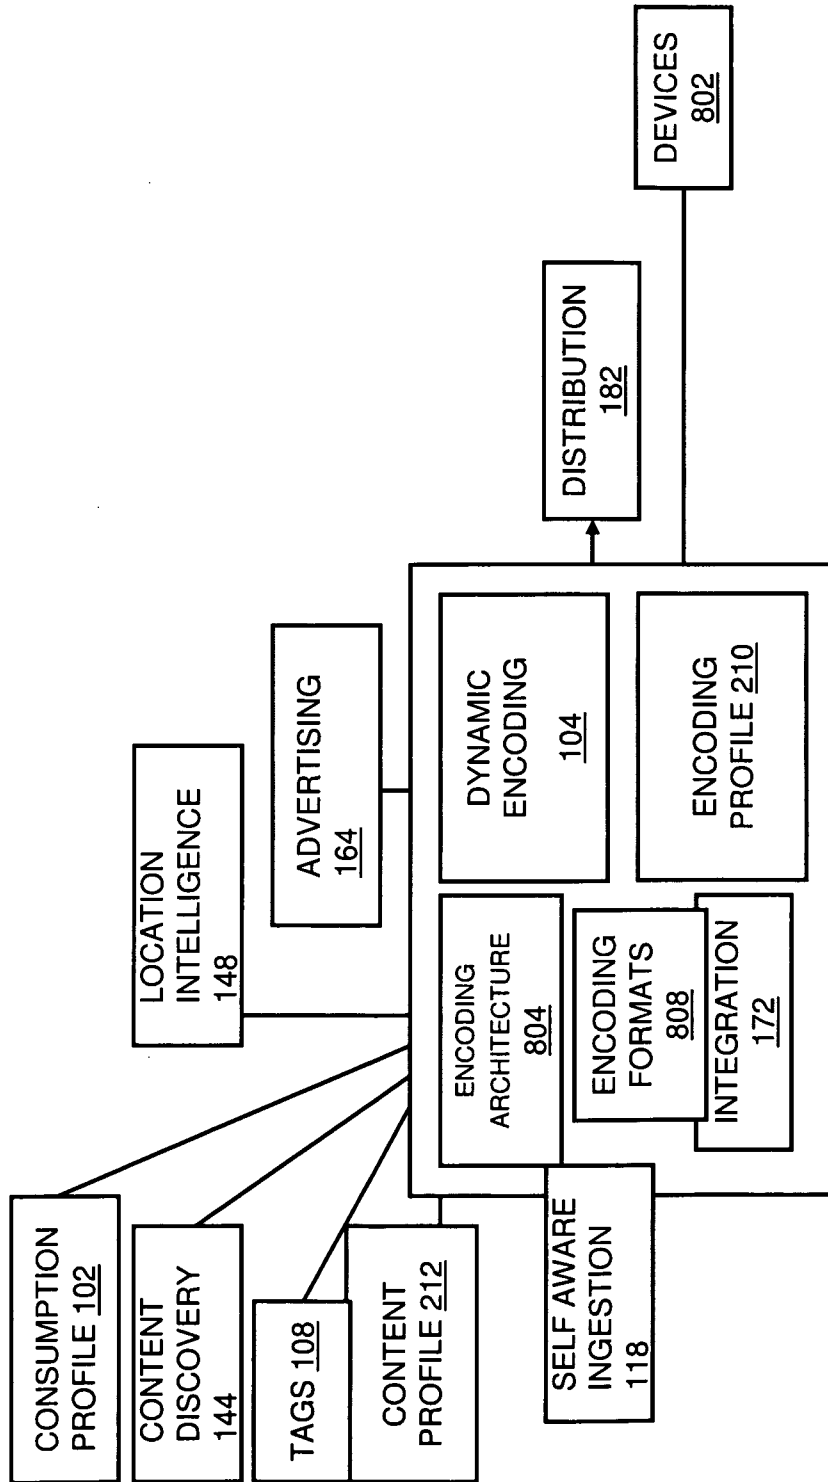 CONSUMPTION
PROFILE 102
CONTENT
DISCOVERY
144
TAGS 108
CONTENT
PROFILE 212
SELF AWARE
INGESTION
118
LOCATION
INTELLIGENCE
148
ADVERTISING
164
ENCODING
ARCHITECTURE
804
ENCODING
FORMATS
808
INTEGRATION
172
DYNAMIC
ENCODING
104
ENCODING
PROFILE 210
DISTRIBUTION
182
DEVICES
802